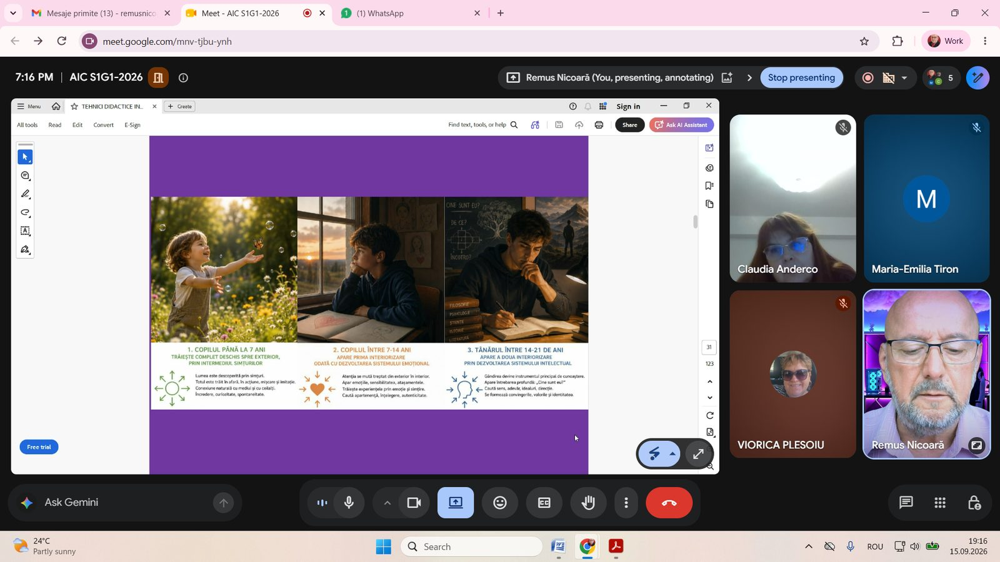 Mesaje primite (13) - remusnico
Meet - AIC S1G1-2026
(1) WhatsApp
meet.google.com/mnv-tjbu-ynh
Work
7:16 PM | AIC S1G1-2026
Remus Nicoară (You, presenting, annotating)
Stop presenting
5
Menu
TEHNICI DIDACTICE IN...
Create
Sign in
All tools
Read
Edit
Convert
E-Sign
Find text, tools, or help
Share
Ask AI Assistant
CINE SUNT EU?
DE CE?
ÎNCOTRO?
FILOSOFIE
PSIHOLOGIE
ȘTIINȚE
ISTORIE
LITERATURĂ
1. COPILUL PÂNĂ LA 7 ANI
TRĂIEȘTE COMPLET DESCHIS SPRE EXTERIOR,
PRIN INTERMEDIUL SIMȚURILOR
Lumea este descoperită prin simțuri.
Totul este trăit în afară, în acțiune, mișcare și imitație.
Conexiune naturală cu mediul și cu ceilalți.
Încredere, curiozitate, spontaneitate.
2. COPILUL ÎNTRE 7-14 ANI
APARE PRIMA INTERIORIZARE
ODATĂ CU DEZVOLTAREA SISTEMULUI EMOȚIONAL
Atenția se mută treptat din exterior în interior.
Apar emoțiile, sensibilitatea, atașamentele.
Trăiește experiențele prin emoție și simțire.
Caută apartenență, înțelegere, autenticitate.
3. TÂNĂRUL ÎNTRE 14-21 DE ANI
APARE A DOUA INTERIORIZARE
PRIN DEZVOLTAREA SISTEMULUI INTELECTUAL
Gândirea devine instrumentul principal de cunoaștere.
Apare întrebarea profundă: „Cine sunt eu?”
Caută sens, adevăr, idealuri, direcție.
Se formează convingerile, valorile și identitatea.
31
123
Free trial
Claudia Anderco
M
Maria-Emilia Tiron
VIORICA PLESOIU
Remus Nicoară
Ask Gemini
24°C
Partly sunny
Search
ROU
19:16
15.09.2026